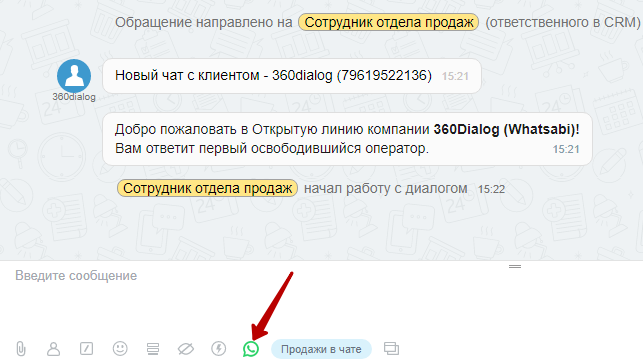 Обращение направлено на Сотрудник отдела продаж (ответственного в CRM)
Новый чат с клиентом - 360dialog (79619522136) 15:21
360dialog
Добро пожаловать в Открытую линию компании 360Dialog (Whatsabi)!
Вам ответит первый освободившийся оператор. 15:21
Сотрудник отдела продаж начал работу с диалогом 15:22
Введите сообщение
Продажи в чате